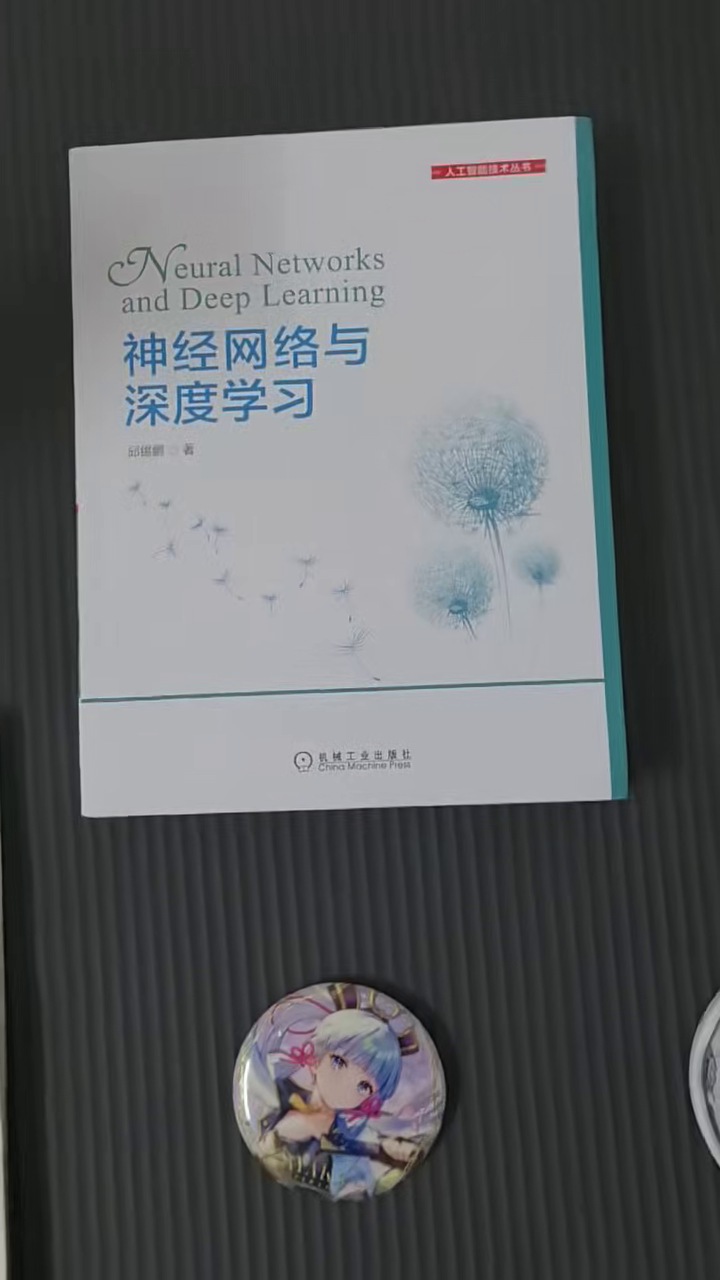 人工智能技术丛书
Neural Networks
and Deep Learning
神经网络与
深度学习
邱锡鹏 ◎ 著
机械工业出版社
China Machine Press